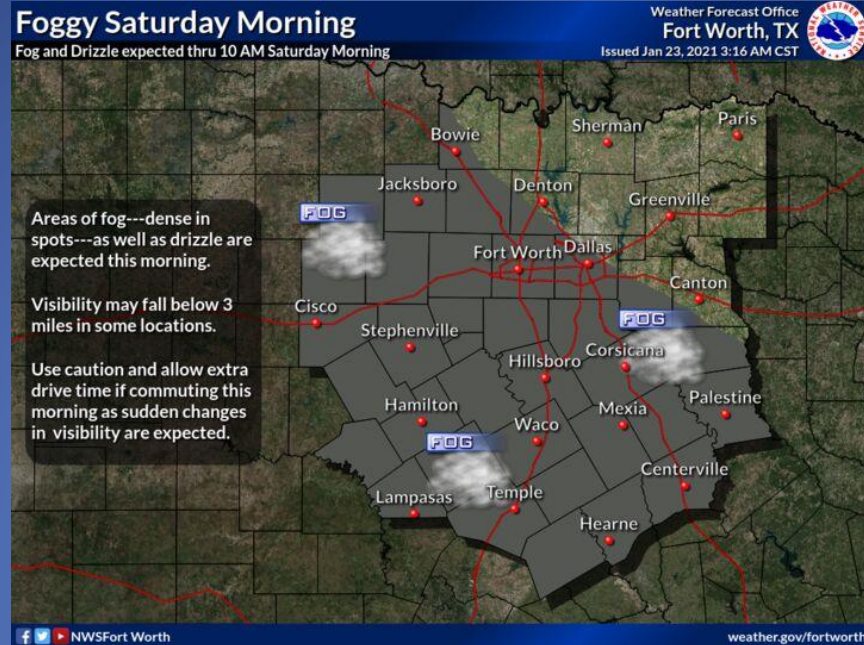 Foggy Saturday Morning
Fog and Drizzle expected thru 10 AM Saturday Morning
Weather Forecast Office
Fort Worth, TX
Issued Jan 23, 2021 3:16 AM CST
NATIONAL WEATHER SERVICE
Areas of fog---dense in
spots---as well as drizzle are
expected this morning.
Visibility may fall below 3
miles in some locations.
Use caution and allow extra
drive time if commuting this
morning as sudden changes
in visibility are expected.
Bowie
Sherman
Paris
Jacksboro
Denton
Greenville
FOG
Fort Worth
Dallas
Canton
Cisco
FOG
Stephenville
Hillsboro
Corsicana
Hamilton
Mexia
Palestine
Waco
FOG
Centerville
Lampasas
Temple
Hearne
NWSFort Worth
weather.gov/fortworth